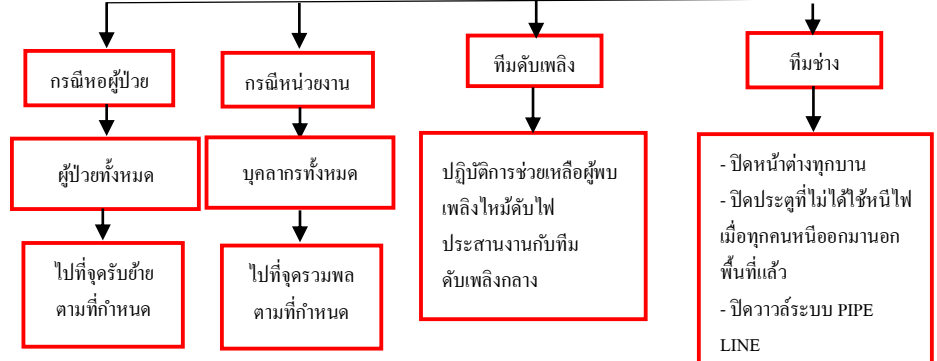 กรณีหอผู้ป่วย
ผู้ป่วยทั้งหมด
ไปที่จุดรับย้าย
ตามที่กำหนด
กรณีหน่วยงาน
บุคลากรทั้งหมด
ไปที่จุดรวมพล
ตามที่กำหนด
ทีมดับเพลิง
ปฏิบัติการช่วยเหลือผู้พบ
เพลิงไหม้ดับไฟ
ประสานงานกับทีม
ดับเพลิงกลาง
ทีมช่าง
- ปิดหน้าต่างทุกบาน
- ปิดประตูที่ไม่ได้ใช้หนีไฟ
เมื่อทุกคนหนีออกมานอก
พื้นที่แล้ว
- ปิดวาวล์ระบบ PIPE
LINE